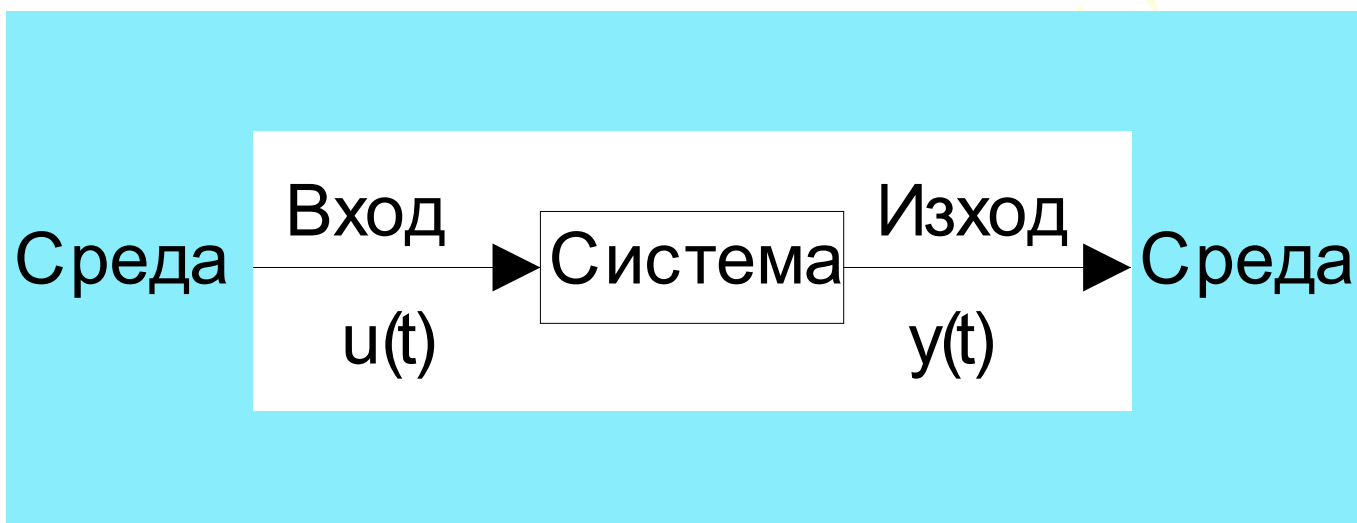 Вход
Изход
Среда
Система
Среда
u(t)
y(t)